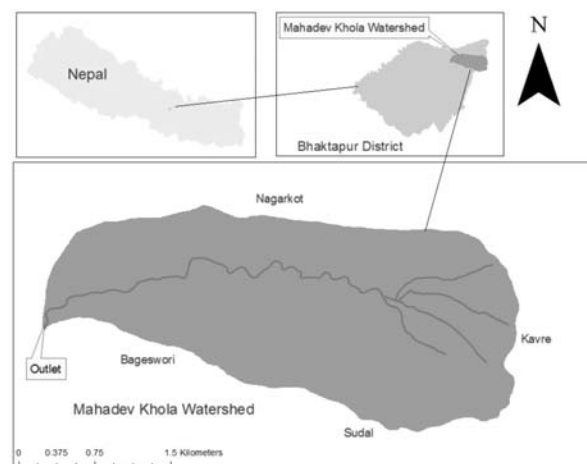 Nepal
Mahadev Khola Watershed
Bhaktapur District
N
Nagarkot
Kavre
Outlet
Bageswori
Mahadev Khola Watershed
Sudal
0 0.375 0.75 1.5 Kilometers